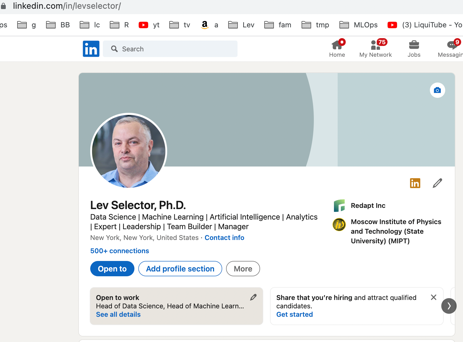 linkedin.com/in/levselector/
ps g BB lc R yt tv a a Lev fam tmp MLOps (3) LiquiTube - Yo
in Search
75 9
Home My Network Jobs Messagin
in
Lev Selector, Ph.D.
Data Science | Machine Learning | Artificial Intelligence | Analytics
| Expert | Leadership | Team Builder | Manager
New York, New York, United States · Contact info
500+ connections
Redapt Inc
Moscow Institute of Physics
and Technology (State
University) (MIPT)
Open to Add profile section More
Open to work
Head of Data Science, Head of Machine Learn...
See all details
Share that you're hiring and attract qualified
candidates.
Get started